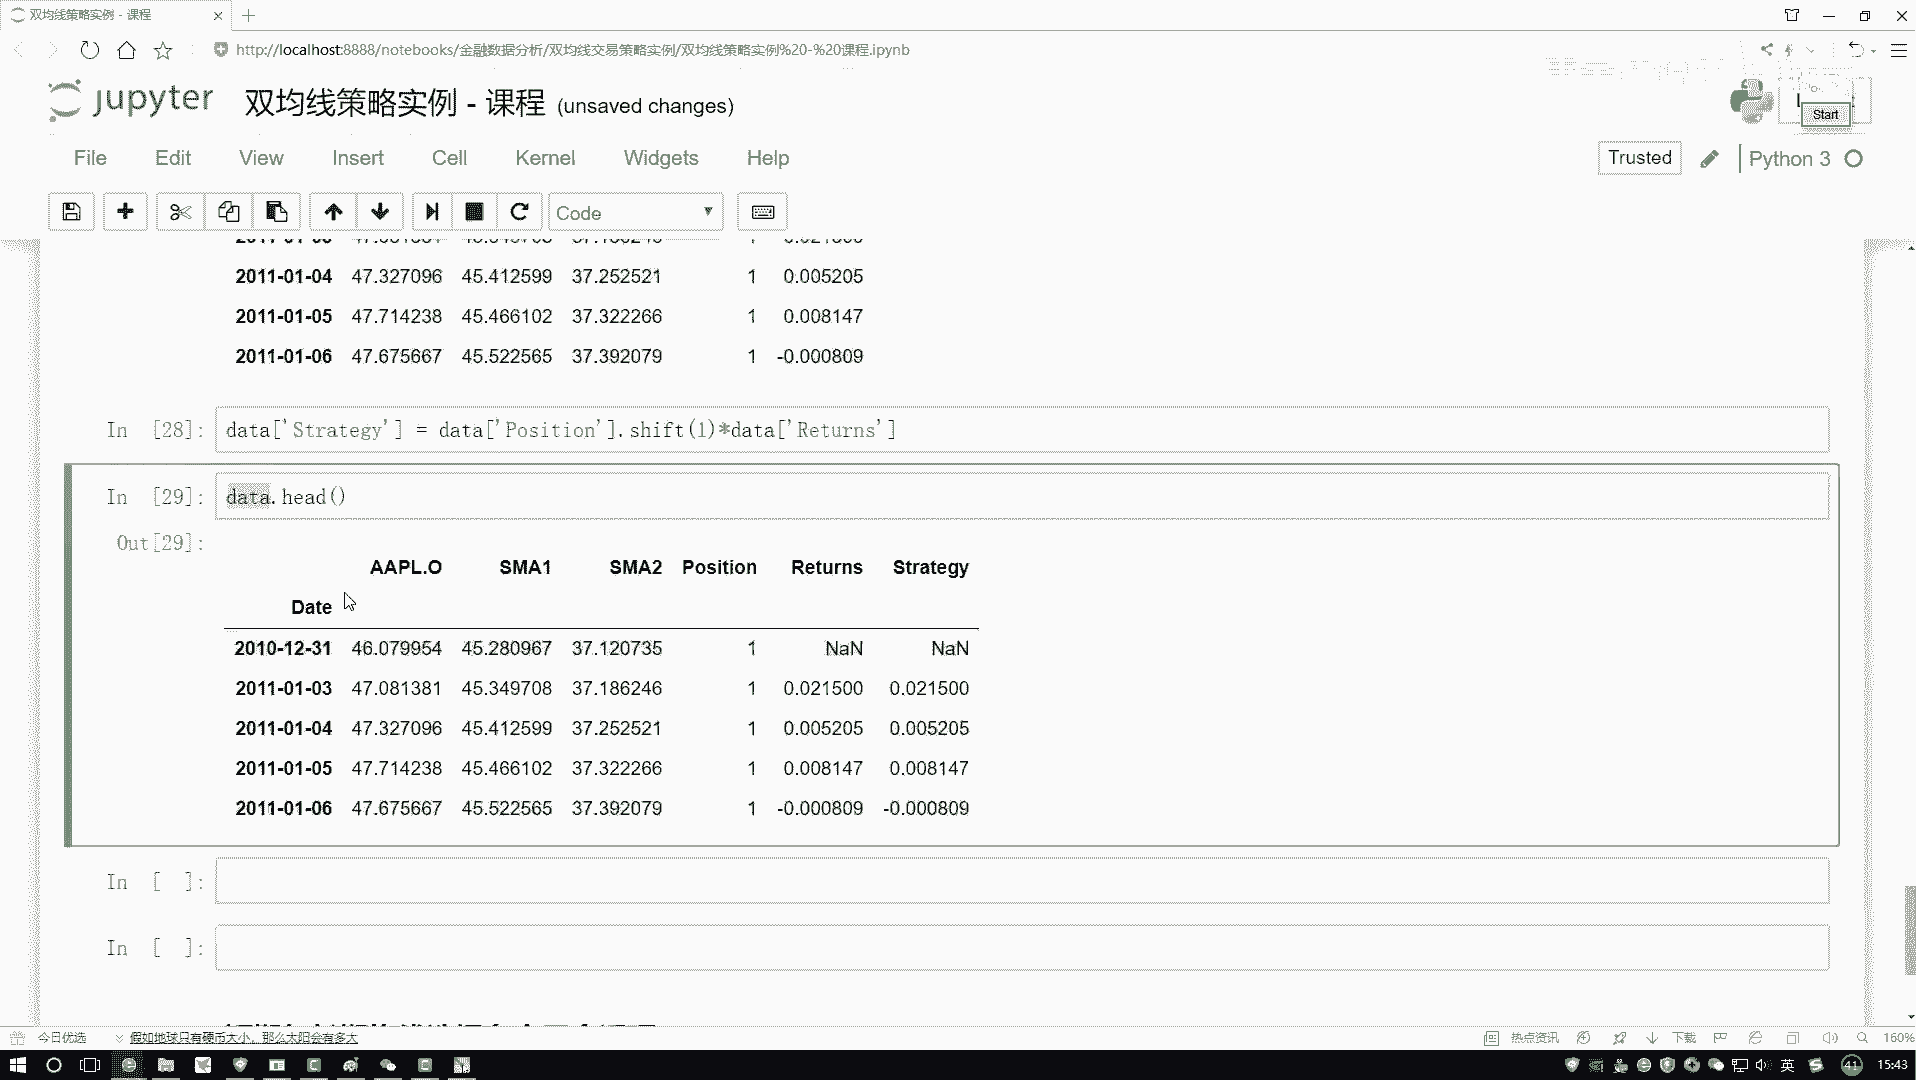 双均线策略实例 - 课程
http://localhost:8888/notebooks/金融数据分析/双均线交易策略实例/双均线策略实例%20-%20课程.ipynb
jupyter 双均线策略实例 - 课程 (unsaved changes)
Start
File Edit View Insert Cell Kernel Widgets Help
Trusted Python 3
Code
2011-01-04 47.327096 45.412599 37.252521 1 0.005205
2011-01-05 47.714238 45.466102 37.322266 1 0.008147
2011-01-06 47.675667 45.522565 37.392079 1 -0.000809
In [28]: data['Strategy'] = data['Position'].shift(1)*data['Returns']
In [29]: data.head()
Out[29]:
AAPL.O SMA1 SMA2 Position Returns Strategy
Date
2010-12-31 46.079954 45.280967 37.120735 1 NaN NaN
2011-01-03 47.081381 45.349708 37.186246 1 0.021500 0.021500
2011-01-04 47.327096 45.412599 37.252521 1 0.005205 0.005205
2011-01-05 47.714238 45.466102 37.322266 1 0.008147 0.008147
2011-01-06 47.675667 45.522565 37.392079 1 -0.000809 -0.000809
In [ ]:
In [ ]:
今日优选 假如地球只有硬币大小，那么太阳会有多大 热点资讯 下载 160%
英 41 15:43